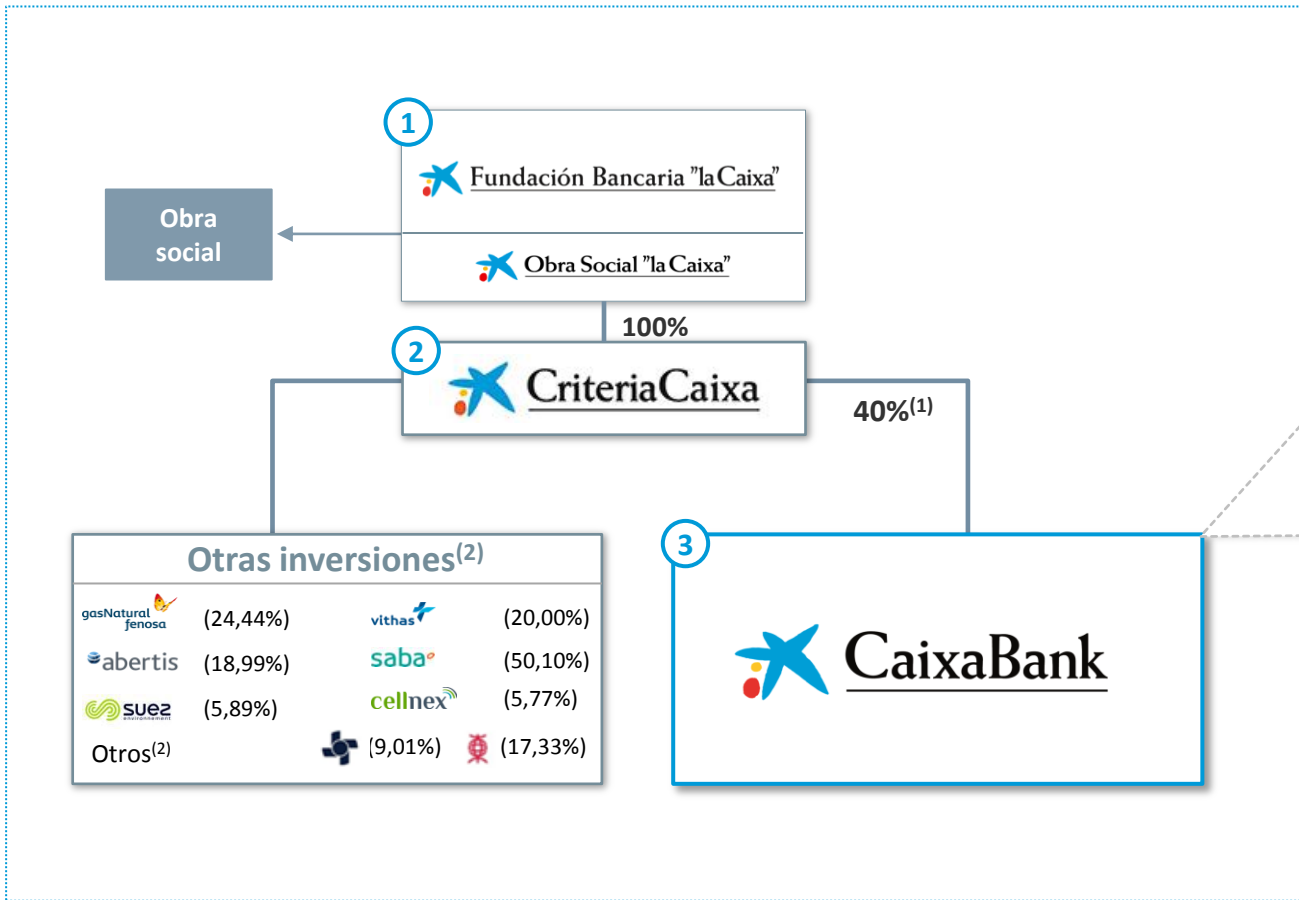 1
Fundación Bancaria "la Caixa"
Obra
social
Obra Social "la Caixa"
100%
2
CriteriaCaixa
40%(1)
Otras inversiones(2)
gasNatural
fenosa
(24,44%)
vithas
(20,00%)
abertis
(18,99%)
saba
(50,10%)
suez
environnement
(5,89%)
cellnex
(5,77%)
Otros(2)
(9,01%)
(17,33%)
3
CaixaBank